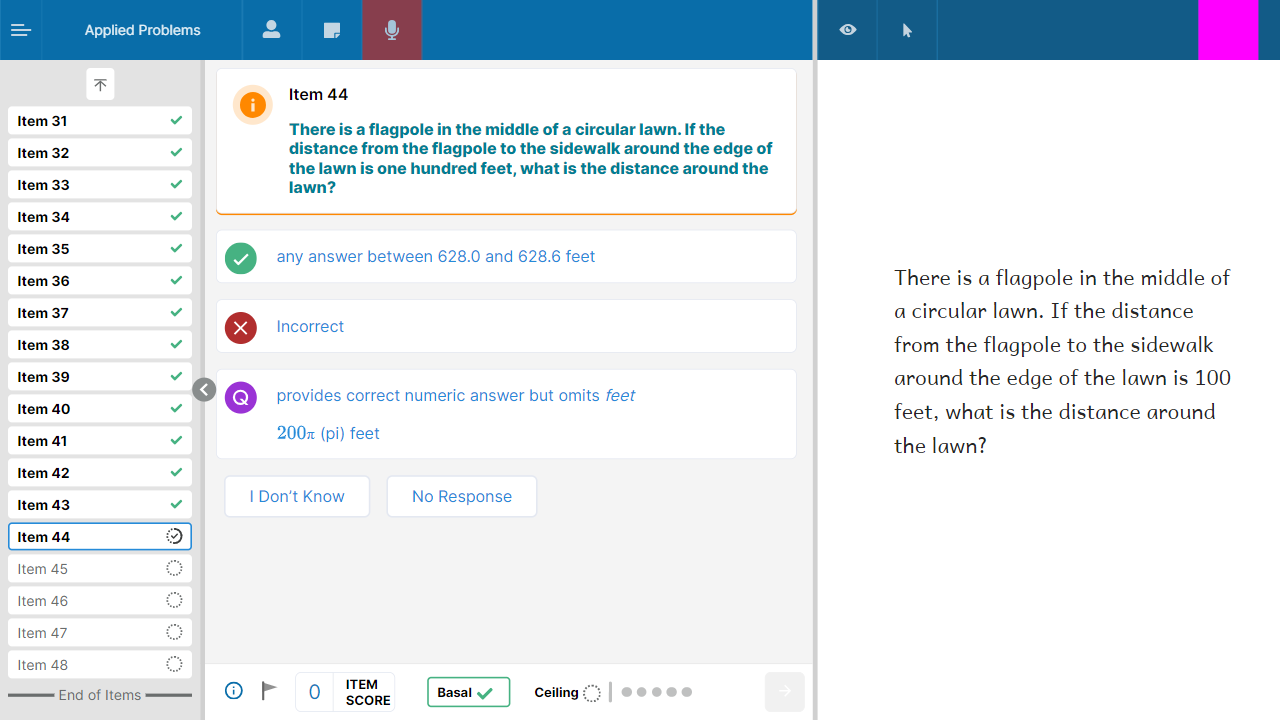 Applied Problems
Item 31
Item 32
Item 33
Item 34
Item 35
Item 36
Item 37
Item 38
Item 39
Item 40
Item 41
Item 42
Item 43
Item 44
Item 45
Item 46
Item 47
Item 48
End of Items
Item 44
There is a flagpole in the middle of a circular lawn. If the
distance from the flagpole to the sidewalk around the edge of
the lawn is one hundred feet, what is the distance around the
lawn?
any answer between 628.0 and 628.6 feet
Incorrect
Q
provides correct numeric answer but omits feet
200π (pi) feet
I Don't Know
No Response
0
ITEM
SCORE
Basal
Ceiling
There is a flagpole in the middle of
a circular lawn. If the distance
from the flagpole to the sidewalk
around the edge of the lawn is 100
feet, what is the distance around
the lawn?